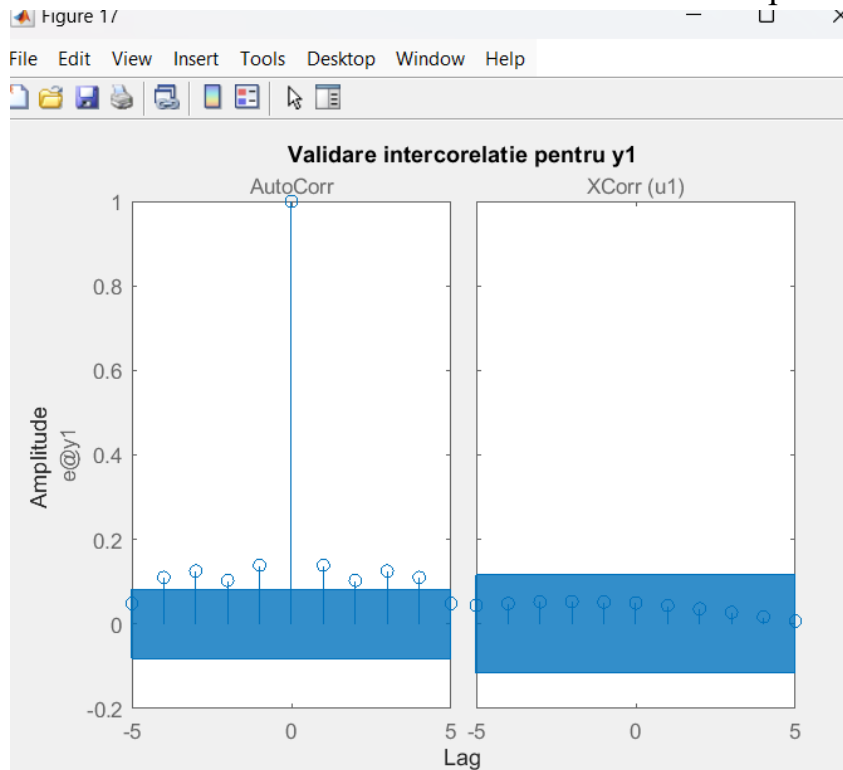 Figure 17
File Edit View Insert Tools Desktop Window Help
Validare intercorelatie pentru y1
AutoCorr
XCorr (u1)
Amplitude
e@y1
1
0.8
0.6
0.4
0.2
0
-0.2
-5 0 5
-5 0 5
Lag